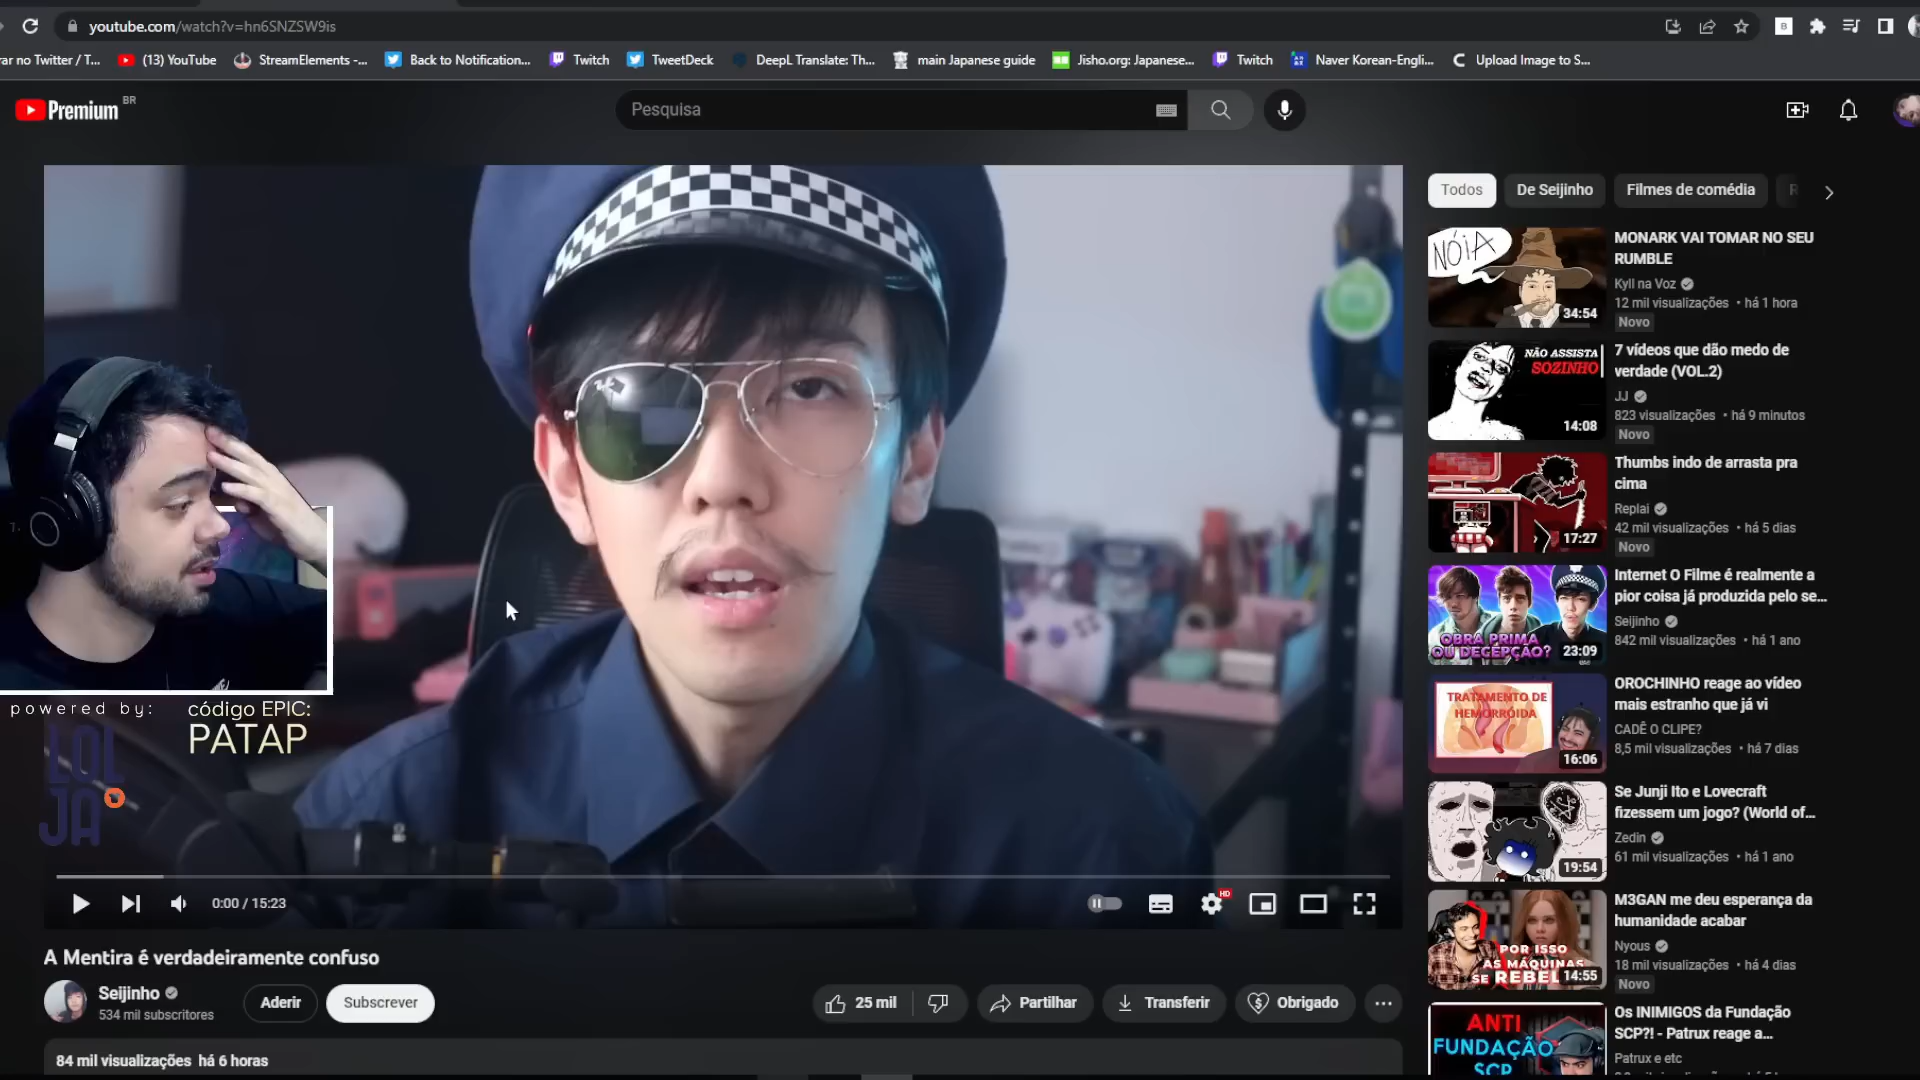 youtube.com/watch?v=hn6SNZSW9is
rar no Twitter / T...
(13) YouTube
StreamElements -...
Back to Notification...
Twitch
TweetDeck
DeepL Translate: Th...
main Japanese guide
Jisho.org: Japanese...
Twitch
Naver Korean-Engli...
Upload Image to S...
Premium BR
Pesquisa
Todos
De Seijinho
Filmes de comédia
R
NÓIA
34:54
MONARK VAI TOMAR NO SEU
RUMBLE
Kyll na Voz
12 mil visualizações • há 1 hora
Novo
NÃO ASSISTA
SOZINHO
14:08
7 vídeos que dão medo de
verdade (VOL.2)
JJ
823 visualizações • há 9 minutos
Novo
17:27
Thumbs indo de arrasta pra
cima
Replai
42 mil visualizações • há 5 dias
Novo
OBRA PRIMA
OU DECEPÇÃO?
23:09
Internet O Filme é realmente a
pior coisa já produzida pelo se...
Seijinho
842 mil visualizações • há 1 ano
TRATAMENTO DE
HEMORRÓIDA
16:06
OROCHINHO reage ao vídeo
mais estranho que já vi
CADÊ O CLIPE?
8,5 mil visualizações • há 7 dias
19:54
Se Junji Ito e Lovecraft
fizessem um jogo? (World of...
Zedin
61 mil visualizações • há 1 ano
POR ISSO
AS MÁQUINAS
SE REBEL
14:55
M3GAN me deu esperança da
humanidade acabar
Nyous
18 mil visualizações • há 4 dias
Novo
ANTI
FUNDAÇÃO
SCP
Os INIMIGOS da Fundação
SCP?! - Patrux reage a...
Patrux e etc
powered by:
LOL
JA
código EPIC:
PATAP
0:00 / 15:23
HD
A Mentira é verdadeiramente confuso
Seijinho
534 mil subscritores
Aderir
Subscrever
25 mil
Partilhar
Transferir
Obrigado
84 mil visualizações há 6 horas